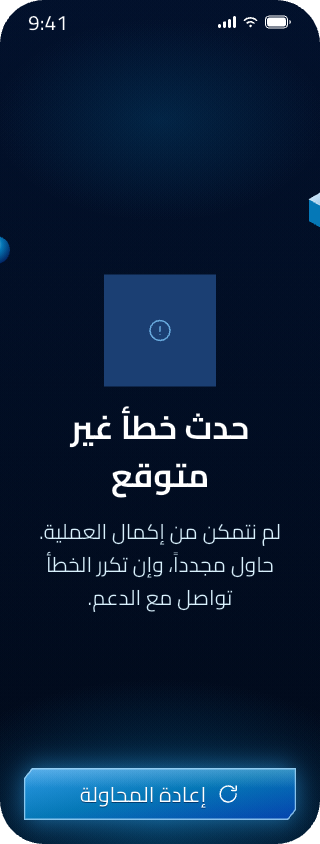 9:41
حدث خطأ غير
متوقع
لم نتمكن من إكمال العملية.
حاول مجدداً، وإن تكرر الخطأ
تواصل مع الدعم.
إعادة المحاولة